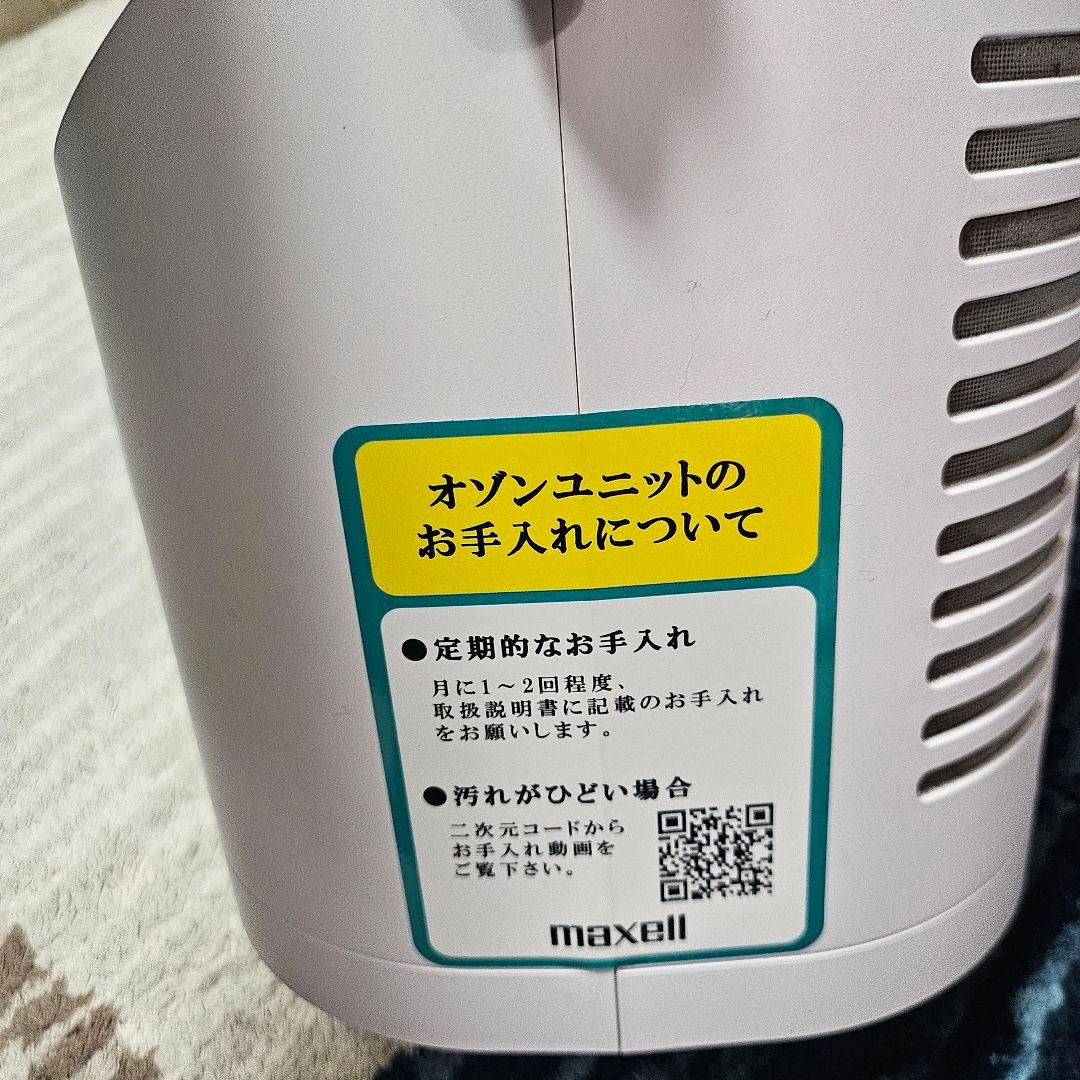 オゾンユニットの
お手入れについて
●定期的なお手入れ
月に1～2回程度、
取扱説明書に記載のお手入れ
をお願いします。
●汚れがひどい場合
二次元コードから
お手入れ動画を
ご覧下さい。
maxell